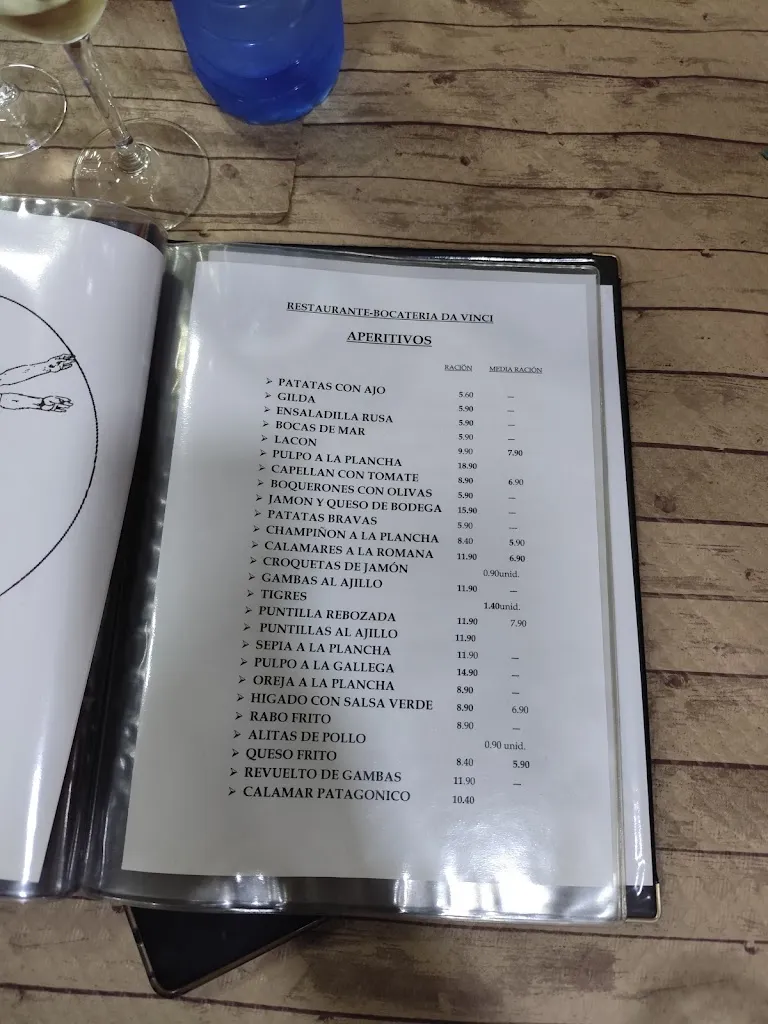 RESTAURANTE-BOCATERIA DA VINCI
APERITIVOS
RACIÓN MEDIA RACIÓN
➢ PATATAS CON AJO 5.60 —
➢ GILDA 5.90 —
➢ ENSALADILLA RUSA 5.90 —
➢ BOCAS DE MAR 5.90 —
➢ LACON 9.90 7.90
➢ PULPO A LA PLANCHA 18.90
➢ CAPELLAN CON TOMATE 8.90 6.90
➢ BOQUERONES CON OLIVAS 5.90 —
➢ JAMON Y QUESO DE BODEGA 15.90 —
➢ PATATAS BRAVAS 5.90 —
➢ CHAMPIÑON A LA PLANCHA 8.40 5.90
➢ CALAMARES A LA ROMANA 11.90 6.90
➢ CROQUETAS DE JAMÓN 0.90unid.
➢ GAMBAS AL AJILLO 11.90 —
➢ TIGRES 1.40unid.
➢ PUNTILLA REBOZADA 11.90 7.90
➢ PUNTILLAS AL AJILLO 11.90
➢ SEPIA A LA PLANCHA 11.90 —
➢ PULPO A LA GALLEGA 14.90 —
➢ OREJA A LA PLANCHA 8.90 —
➢ HIGADO CON SALSA VERDE 8.90 6.90
➢ RABO FRITO 8.90 —
➢ ALITAS DE POLLO 0.90 unid.
➢ QUESO FRITO 8.40 5.90
➢ REVUELTO DE GAMBAS 11.90 —
➢ CALAMAR PATAGONICO 10.40